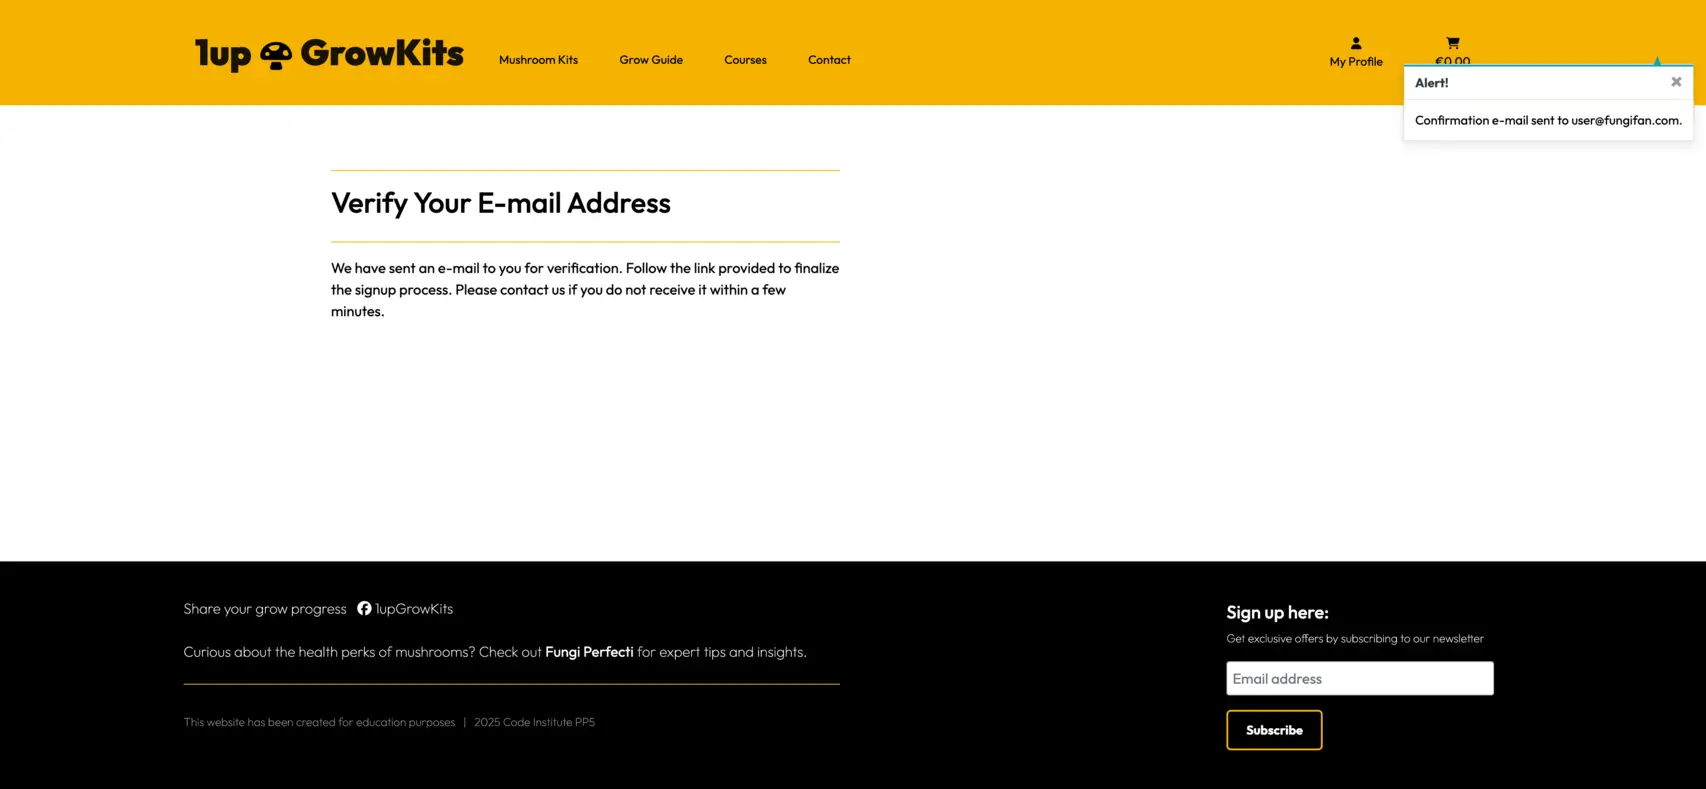 1up GrowKits
Mushroom Kits
Grow Guide
Courses
Contact
My Profile
€0.00
Alert!
Confirmation e-mail sent to user@fungifan.com.
Verify Your E-mail Address
We have sent an e-mail to you for verification. Follow the link provided to finalize
the signup process. Please contact us if you do not receive it within a few
minutes.
Share your grow progress 1upGrowKits
Curious about the health perks of mushrooms? Check out Fungi Perfecti for expert tips and insights.
This website has been created for education purposes | 2025 Code Institute PP5
Sign up here:
Get exclusive offers by subscribing to our newsletter
Email address
Subscribe